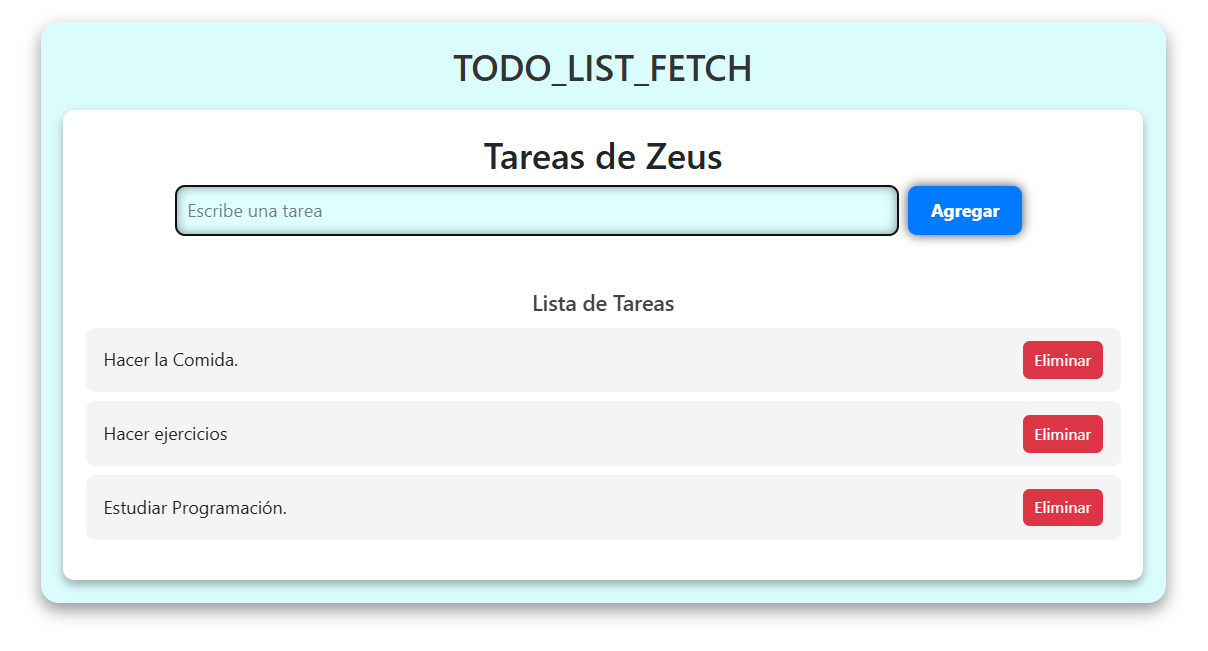 TODO_LIST_FETCH
Tareas de Zeus
Escribe una tarea
Agregar
Lista de Tareas
Hacer la Comida.
Eliminar
Hacer ejercicios
Eliminar
Estudiar Programación.
Eliminar